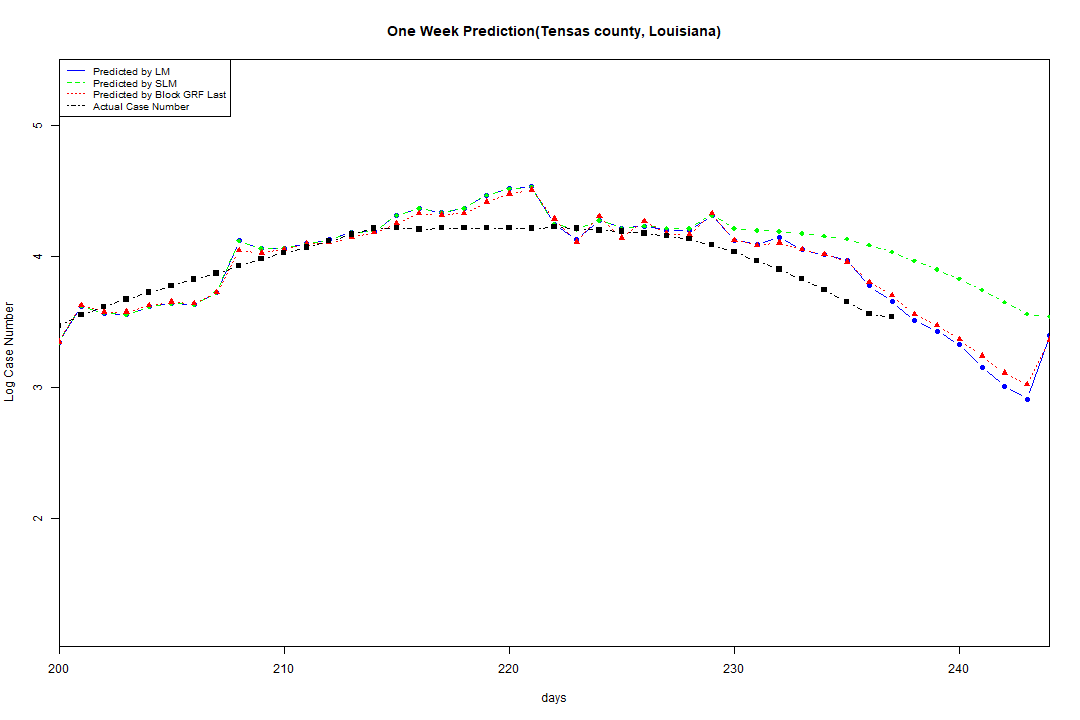 One Week Prediction(Tensas county, Louisiana)
Predicted by LM
Predicted by SLM
Predicted by Block GRF Last
Actual Case Number
5
4
3
2
Log Case Number
200
210
220
230
240
days